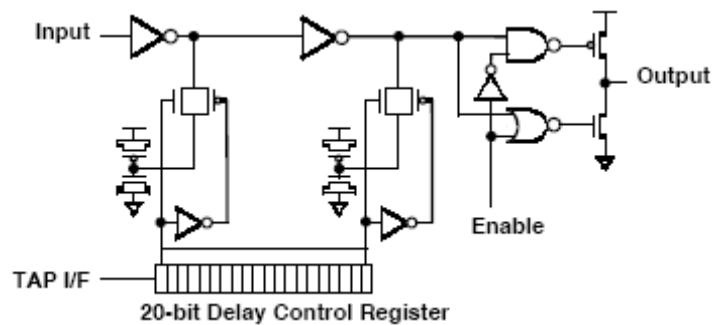 Input
Output
Enable
TAP I/F
20-bit Delay Control Register